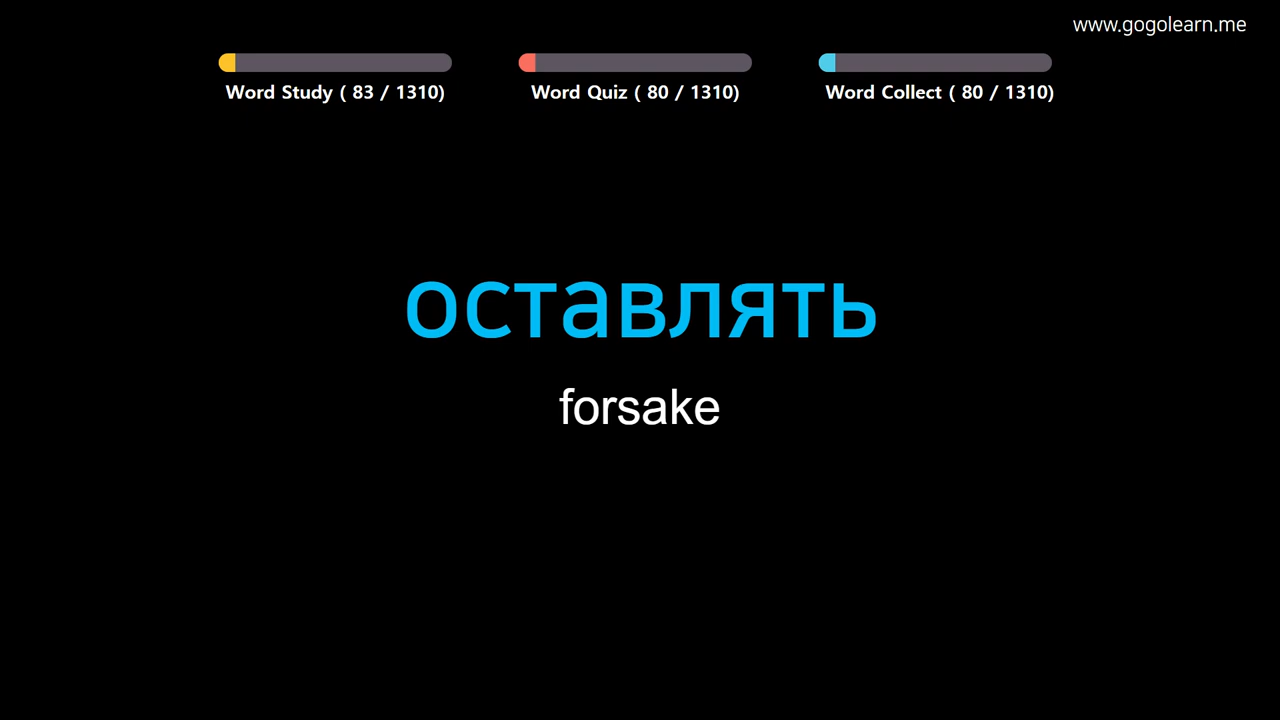 www.gogolearn.me
Word Study ( 83 / 1310)
Word Quiz ( 80 / 1310)
Word Collect ( 80 / 1310)
оставлять
forsake